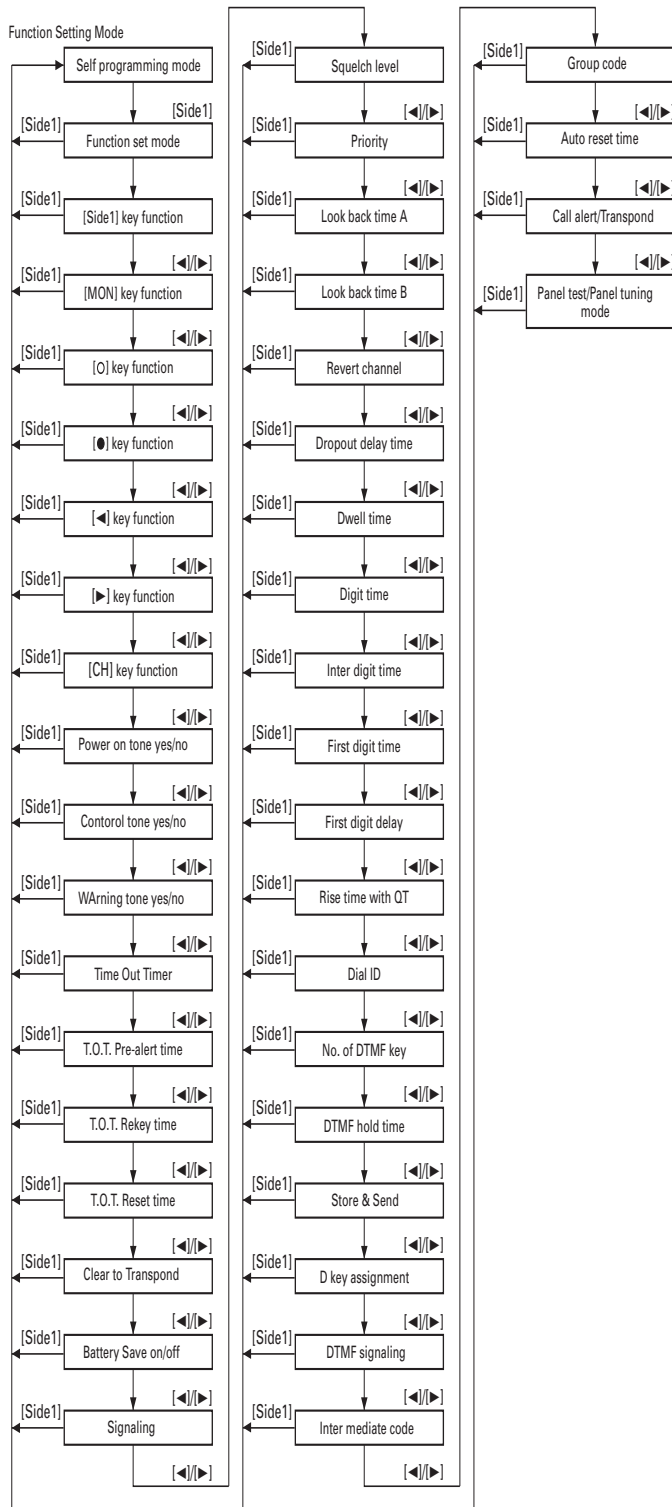 Function Setting Mode
Self programming mode
[Side1]
[Side1]
Function set mode
[Side1]
[Side1] key function
[◄]/[►]
[Side1]
[MON] key function
[◄]/[►]
[Side1]
[○] key function
[◄]/[►]
[Side1]
[●] key function
[◄]/[►]
[Side1]
[◄] key function
[◄]/[►]
[Side1]
[►] key function
[◄]/[►]
[Side1]
[CH] key function
[◄]/[►]
[Side1]
Power on tone yes/no
[◄]/[►]
[Side1]
Contorol tone yes/no
[◄]/[►]
[Side1]
WArning tone yes/no
[◄]/[►]
[Side1]
Time Out Timer
[◄]/[►]
[Side1]
T.O.T. Pre-alert time
[◄]/[►]
[Side1]
T.O.T. Rekey time
[◄]/[►]
[Side1]
T.O.T. Reset time
[◄]/[►]
[Side1]
Clear to Transpond
[◄]/[►]
[Side1]
Battery Save on/off
[◄]/[►]
[Side1]
Signaling
[◄]/[►]
[Side1]
Squelch level
[◄]/[►]
[Side1]
Priority
[◄]/[►]
[Side1]
Look back time A
[◄]/[►]
[Side1]
Look back time B
[◄]/[►]
[Side1]
Revert channel
[◄]/[►]
[Side1]
Dropout delay time
[◄]/[►]
[Side1]
Dwell time
[◄]/[►]
[Side1]
Digit time
[◄]/[►]
[Side1]
Inter digit time
[◄]/[►]
[Side1]
First digit time
[◄]/[►]
[Side1]
First digit delay
[◄]/[►]
[Side1]
Rise time with QT
[◄]/[►]
[Side1]
Dial ID
[◄]/[►]
[Side1]
No. of DTMF key
[◄]/[►]
[Side1]
DTMF hold time
[◄]/[►]
[Side1]
Store & Send
[◄]/[►]
[Side1]
D key assignment
[◄]/[►]
[Side1]
DTMF signaling
[◄]/[►]
[Side1]
Inter mediate code
[◄]/[►]
[Side1]
Group code
[◄]/[►]
[Side1]
Auto reset time
[◄]/[►]
[Side1]
Call alert/Transpond
[◄]/[►]
[Side1]
Panel test/Panel tuning
mode